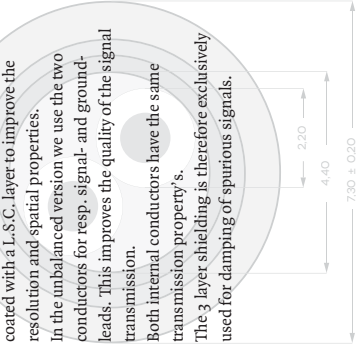 coated with a L.S.C. layer to improve the
resolution and spatial properties.
In the unbalanced version we use the two
conductors for resp. signal- and ground-
leads. This improves the quality of the signal
transmission.
Both internal conductors have the same
transmission property's.
The 3 layer shielding is therefore exclusively
used for damping of spurious signals.
2.20
4.40
7.30 ± 0.20